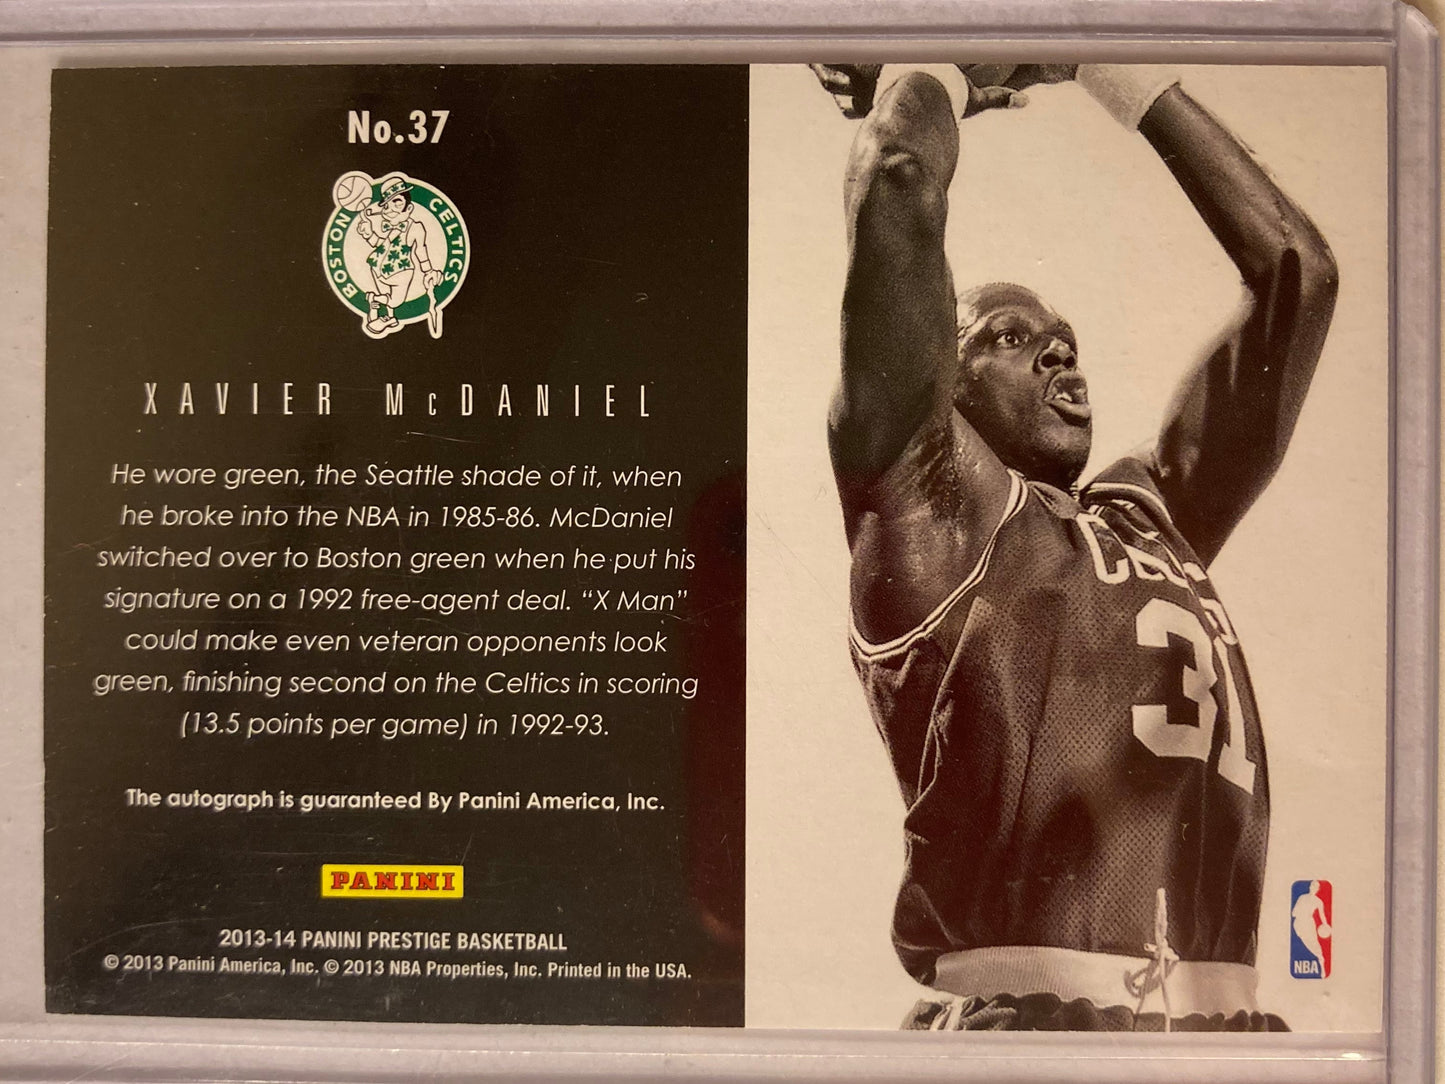 No.37
BOSTON CELTICS
XAVIER McDANIEL
He wore green, the Seattle shade of it, when
he broke into the NBA in 1985-86. McDaniel
switched over to Boston green when he put his
signature on a 1992 free-agent deal. “X Man”
could make even veteran opponents look
green, finishing second on the Celtics in scoring
(13.5 points per game) in 1992-93.
The autograph is guaranteed By Panini America, Inc.
PANINI
2013-14 PANINI PRESTIGE BASKETBALL
© 2013 Panini America, Inc. © 2013 NBA Properties, Inc. Printed in the USA.
31
NBA